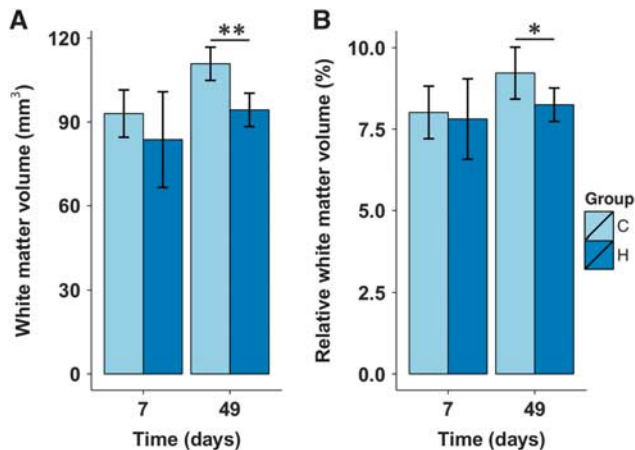 A
White matter volume (mm³)
120
90
60
30
0
**
7
49
Time (days)
B
Relative white matter volume (%)
10.0
7.5
5.0
2.5
0.0
*
7
49
Time (days)
Group
C
H